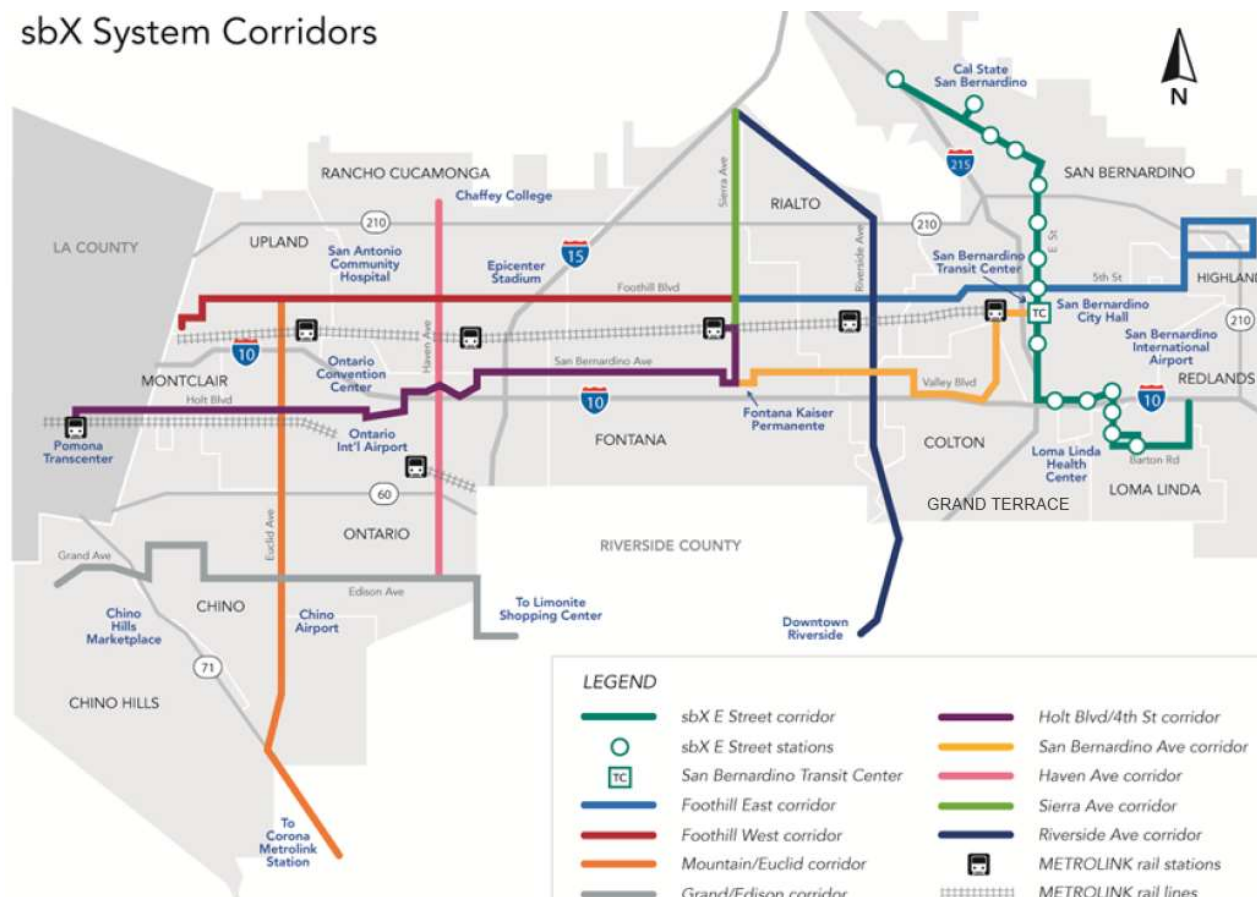 sbX System Corridors
N
Cal State
San Bernardino
215
SAN BERNARDINO
RANCHO CUCAMONGA
Chaffey College
Sierra Ave
RIALTO
LA COUNTY
210
UPLAND
San Antonio
Community
Hospital
Epicenter
Stadium
15
Riverside Ave
210
San Bernardino
Transit Center
E St
5th St
HIGHLAND
Foothill Blvd
TC
San Bernardino
City Hall
210
Haven Ave
San Bernardino
International
Airport
10
Ontario
Convention
Center
San Bernardino Ave
MONTCLAIR
Valley Blvd
REDLANDS
Holt Blvd
10
10
Fontana Kaiser
Permanente
Pomona
Transcenter
Ontario
Int'l Airport
FONTANA
COLTON
Loma Linda
Health
Center
Barton Rd
LOMA LINDA
60
GRAND TERRACE
Euclid Ave
ONTARIO
RIVERSIDE COUNTY
Grand Ave
Edison Ave
CHINO
To Limonite
Shopping Center
Chino
Hills
Marketplace
Chino
Airport
Downtown
Riverside
71
CHINO HILLS
To
Corona
Metrolink
Station
LEGEND
sbX E Street corridor
sbX E Street stations
TC
San Bernardino Transit Center
Foothill East corridor
Foothill West corridor
Mountain/Euclid corridor
Grand/Edison corridor
Holt Blvd/4th St corridor
San Bernardino Ave corridor
Haven Ave corridor
Sierra Ave corridor
Riverside Ave corridor
METROLINK rail stations
METROLINK rail lines